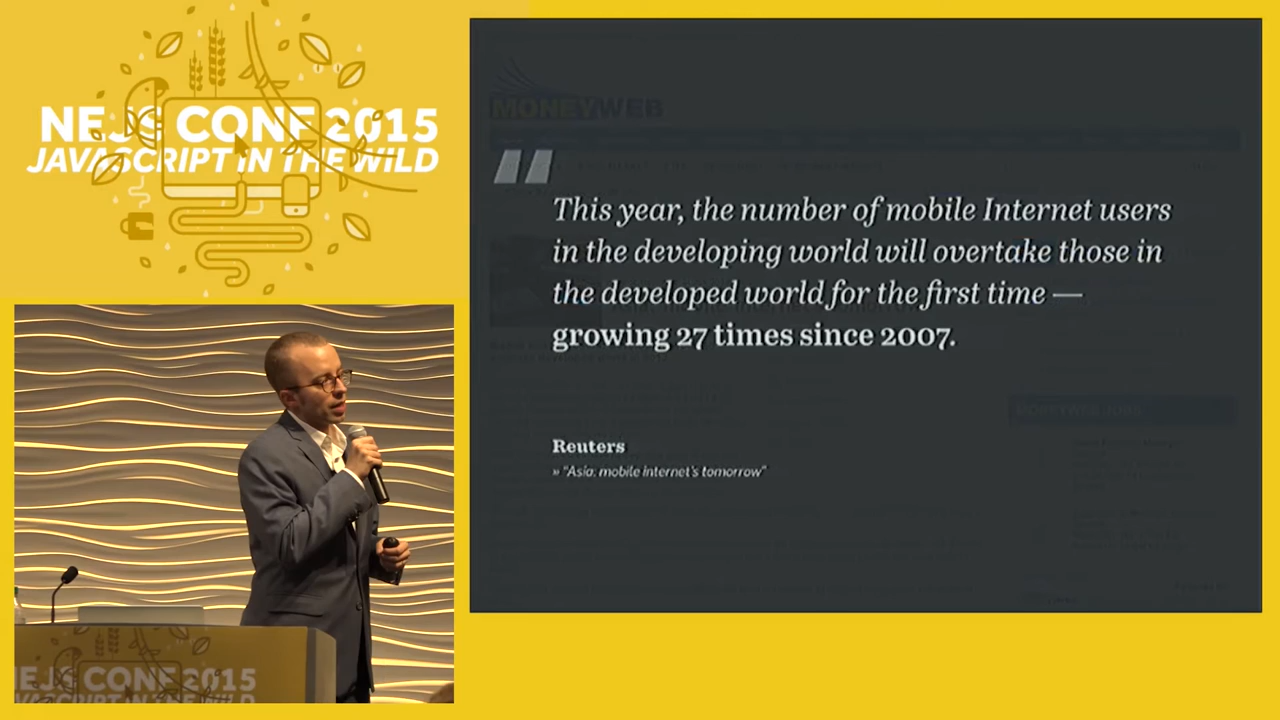 NEJS CONF 2015
JAVASCRIPT IN THE WILD
MONEYWEB
"
This year, the number of mobile Internet users
in the developing world will overtake those in
the developed world for the first time —
growing 27 times since 2007.
Reuters
» “Asia: mobile internet’s tomorrow”
NEJS CONF 2015
JAVASCRIPT IN THE WILD